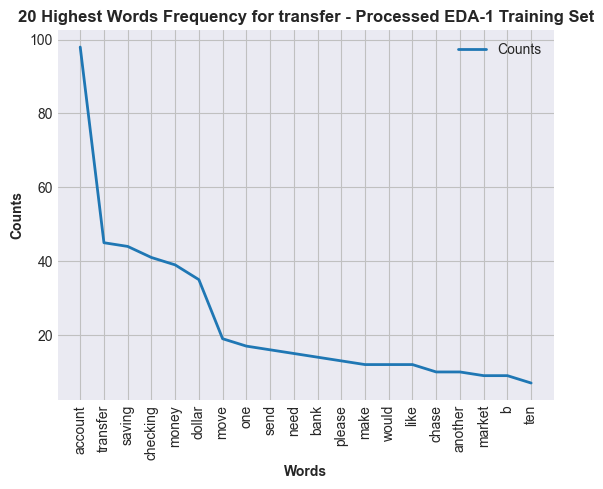 20 Highest Words Frequency for transfer - Processed EDA-1 Training Set
Counts
100
80
60
40
20
Counts
account
transfer
saving
checking
money
dollar
move
one
send
need
bank
please
make
would
like
chase
another
market
b
ten
Words